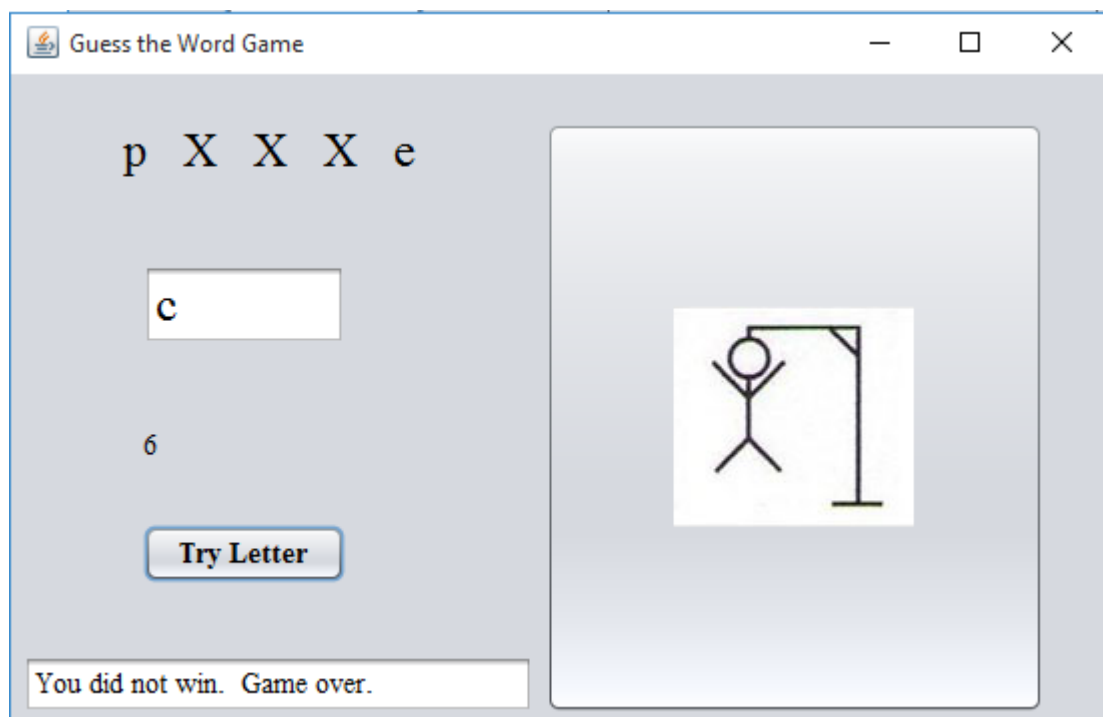 Guess the Word Game
p X X X e
c
6
Try Letter
You did not win. Game over.